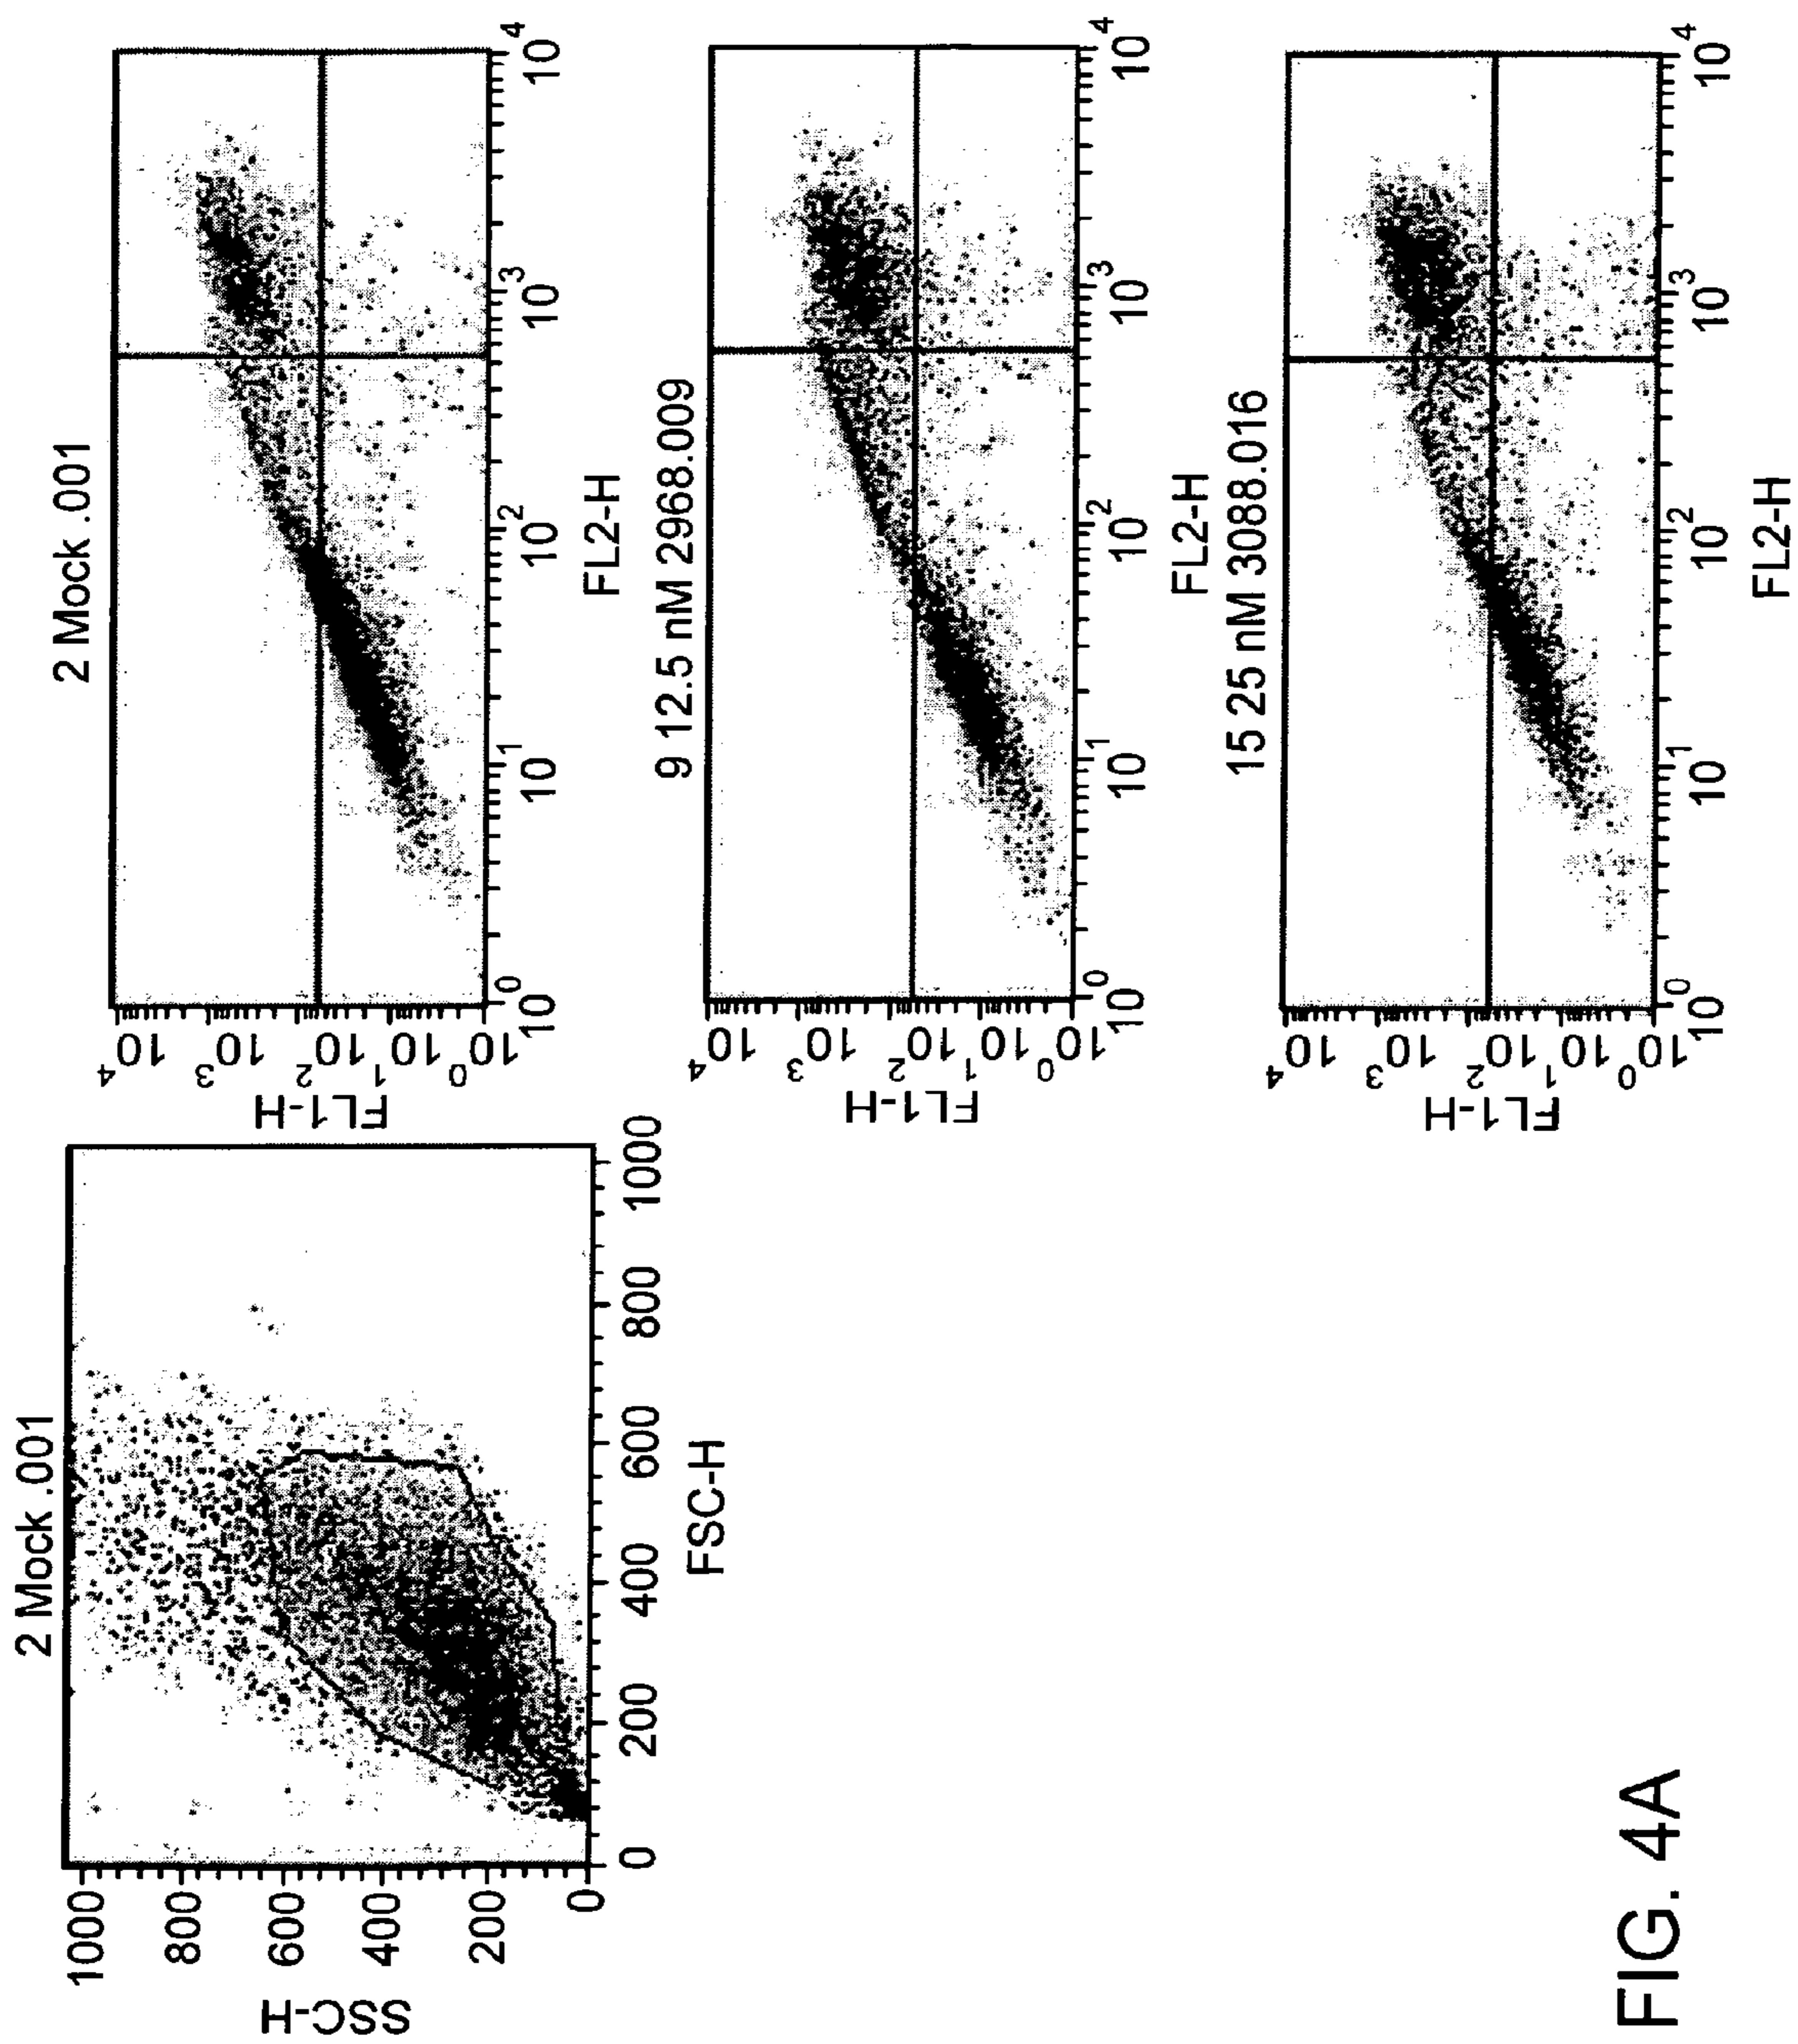 2 Mock .001
SSC-H
1000
800
600
400
200
0
0 200 400 600 800 1000
FSC-H
2 Mock .001
FL1-H
10^4
10^3
10^2
10^1
10^0
10^0 10^1 10^2 10^3 10^4
FL2-H
9 12.5 nM 2968.009
FL1-H
10^4
10^3
10^2
10^1
10^0
10^0 10^1 10^2 10^3 10^4
FL2-H
15 25 nM 3088.016
FL1-H
10^4
10^3
10^2
10^1
10^0
10^0 10^1 10^2 10^3 10^4
FL2-H
FIG. 4A